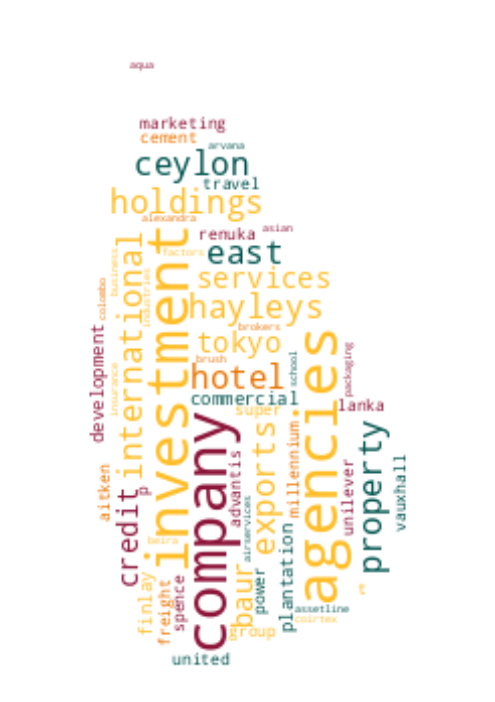 aqua
marketing
cement
arvana
ceylon
travel
holdings
alexandra
renuka
asian
east
factors
international
investment
business
industries
colombo
services
hayleys
brokers
tokyo
development
insurance
brush
hotel
school
packaging
commercial
super
lanka
agencies
company
exports
millennium
property
advantis
unilever
vauxhall
aitken
credit
p
airservices
plantation
beira
finlay
freight
spence
baur
power
group
yt
assetline
coirtex
united